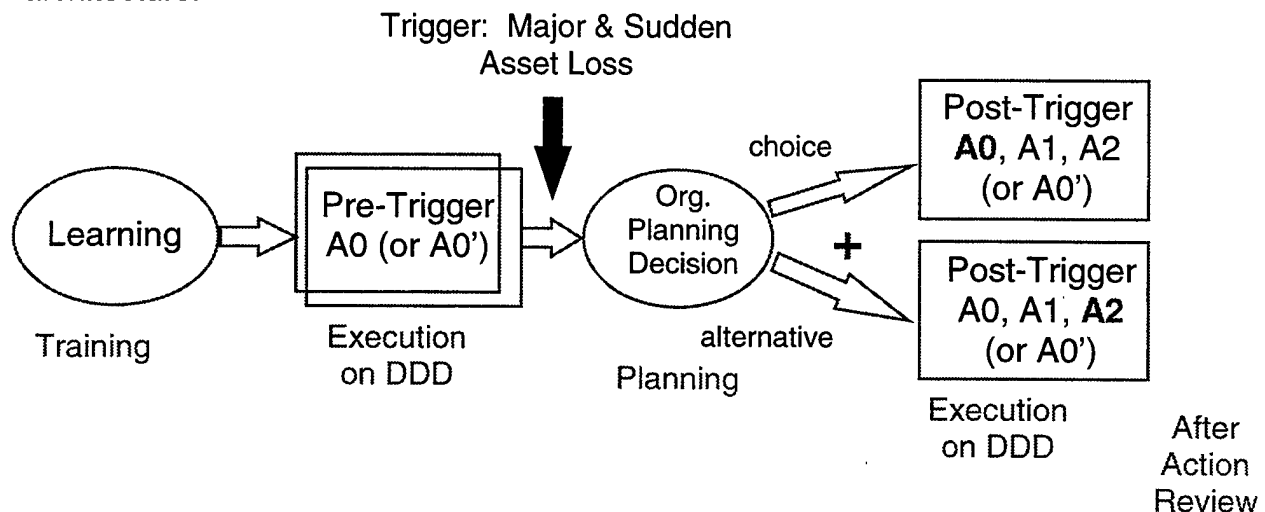 Trigger: Major & Sudden
Asset Loss
Learning
Training
Pre-Trigger
A0 (or A0')
Execution
on DDD
Org.
Planning
Decision
Planning
choice
+
alternative
Post-Trigger
A0, A1, A2
(or A0')
Post-Trigger
A0, A1, A2
(or A0')
Execution
on DDD
After
Action
Review